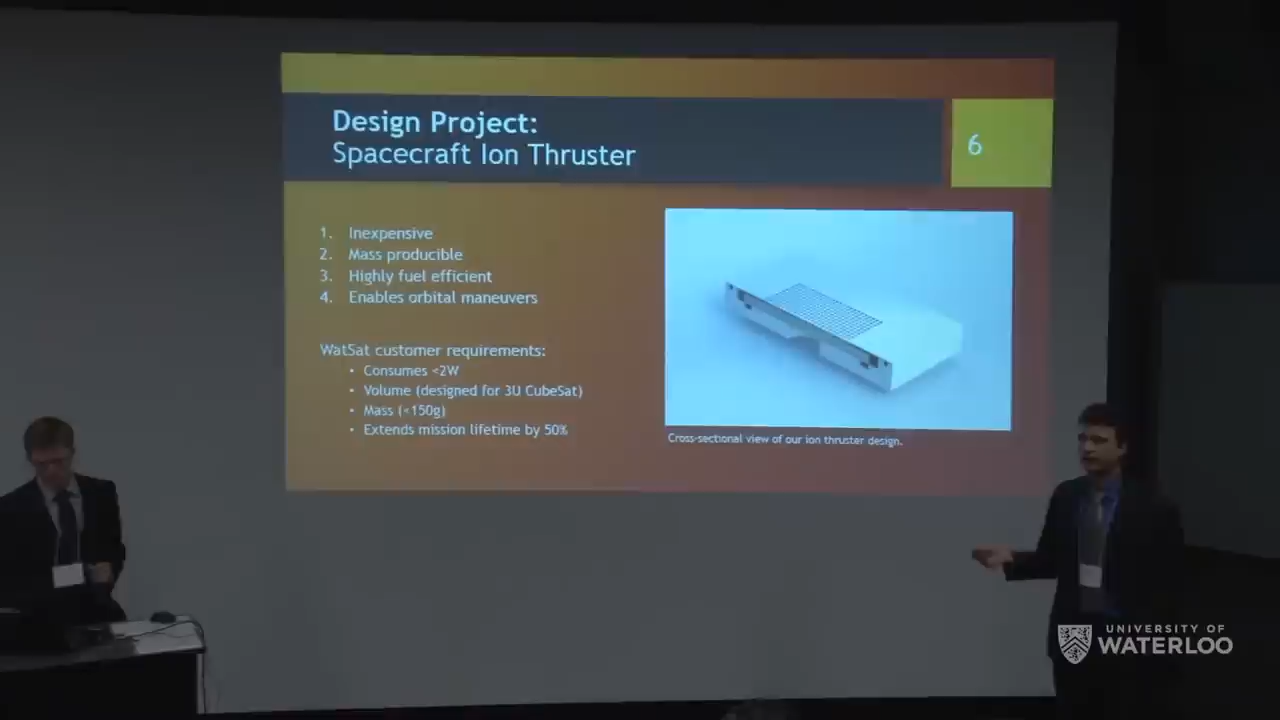 Design Project:
Spacecraft Ion Thruster
6
1. Inexpensive
2. Mass producible
3. Highly fuel efficient
4. Enables orbital maneuvers
WatSat customer requirements:
• Consumes <2W
• Volume (designed for 3U CubeSat)
• Mass (<150g)
• Extends mission lifetime by 50%
Cross-sectional view of our ion thruster design.
UNIVERSITY OF
WATERLOO